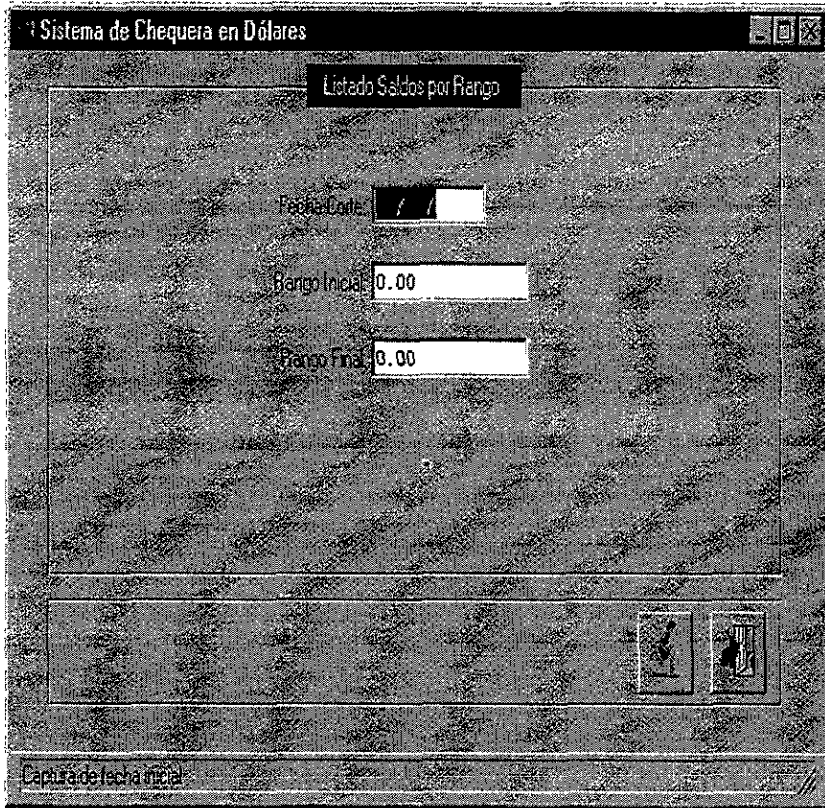 Sistema de Chequera en Dólares
Listado Saldos por Rango
Fecha Corte: / /
Rango Inicial: 0.00
Rango Final: 0.00
Captura de fecha inicial